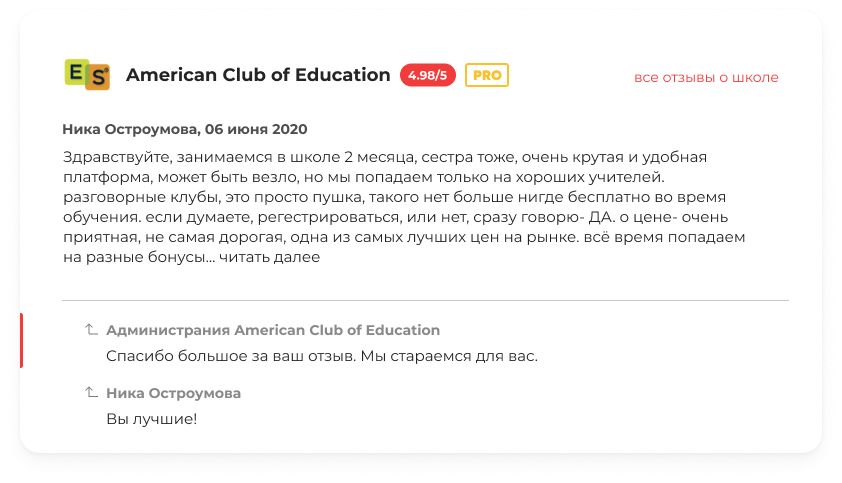 ES
American Club of Education 4.98/5 PRO
все отзывы о школе
Ника Остроумова, 06 июня 2020
Здравствуйте, занимаемся в школе 2 месяца, сестра тоже, очень крутая и удобная
платформа, может быть везло, но мы попадаем только на хороших учителей.
разговорные клубы, это просто пушка, такого нет больше нигде бесплатно во время
обучения. если думаете, регестрироваться, или нет, сразу говорю- ДА. о цене- очень
приятная, не самая дорогая, одна из самых лучших цен на рынке. всё время попадаем
на разные бонусы... читать далее
Администрания American Club of Education
Спасибо большое за ваш отзыв. Мы стараемся для вас.
Ника Остроумова
Вы лучшие!